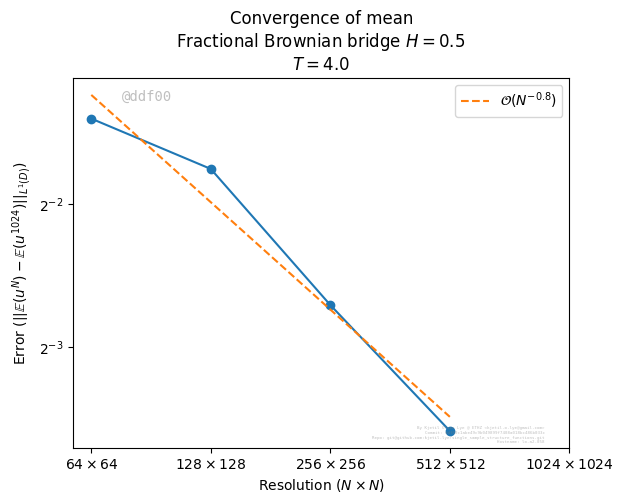 Convergence of mean
Fractional Brownian bridge H = 0.5
T = 4.0
@ddf00
O(N^{-0.8})
Error (||E(u^N) − E(u^{1024})||_{L^1(D)})
2^{-2}
2^{-3}
64 × 64 128 × 128 256 × 256 512 × 512 1024 × 1024
Resolution (N × N)